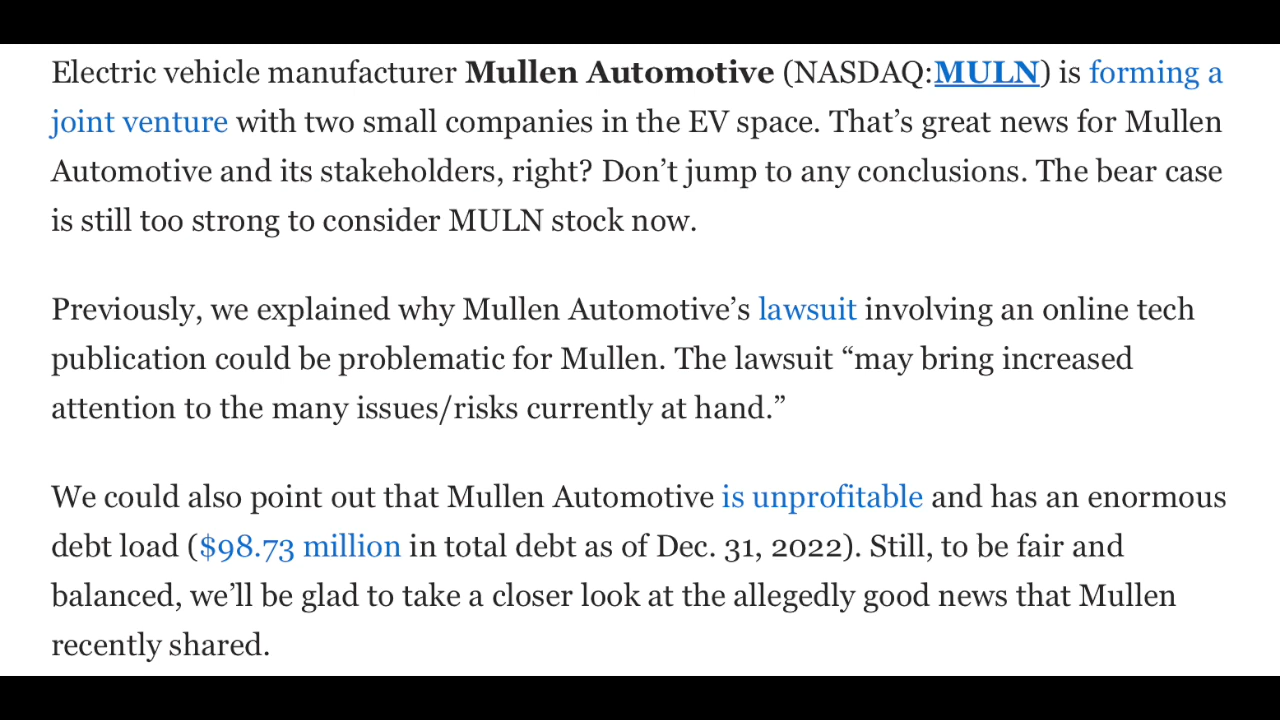 Electric vehicle manufacturer Mullen Automotive (NASDAQ:MULN) is forming a
joint venture with two small companies in the EV space. That’s great news for Mullen
Automotive and its stakeholders, right? Don’t jump to any conclusions. The bear case
is still too strong to consider MULN stock now.
Previously, we explained why Mullen Automotive’s lawsuit involving an online tech
publication could be problematic for Mullen. The lawsuit “may bring increased
attention to the many issues/risks currently at hand.”
We could also point out that Mullen Automotive is unprofitable and has an enormous
debt load ($98.73 million in total debt as of Dec. 31, 2022). Still, to be fair and
balanced, we’ll be glad to take a closer look at the allegedly good news that Mullen
recently shared.